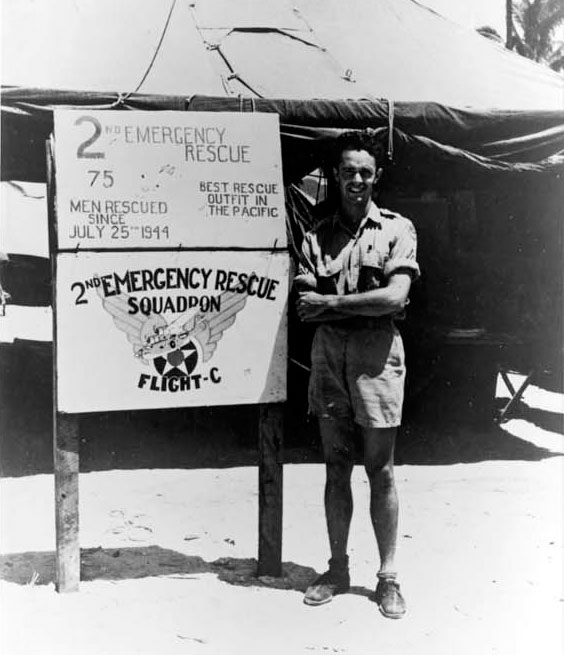 2ND EMERGENCY
RESCUE
75
MEN RESCUED
SINCE
JULY 25TH 1944
BEST RESCUE
OUTFIT IN
THE PACIFIC
2ND EMERGENCY RESCUE
SQUADRON
FLIGHT-C